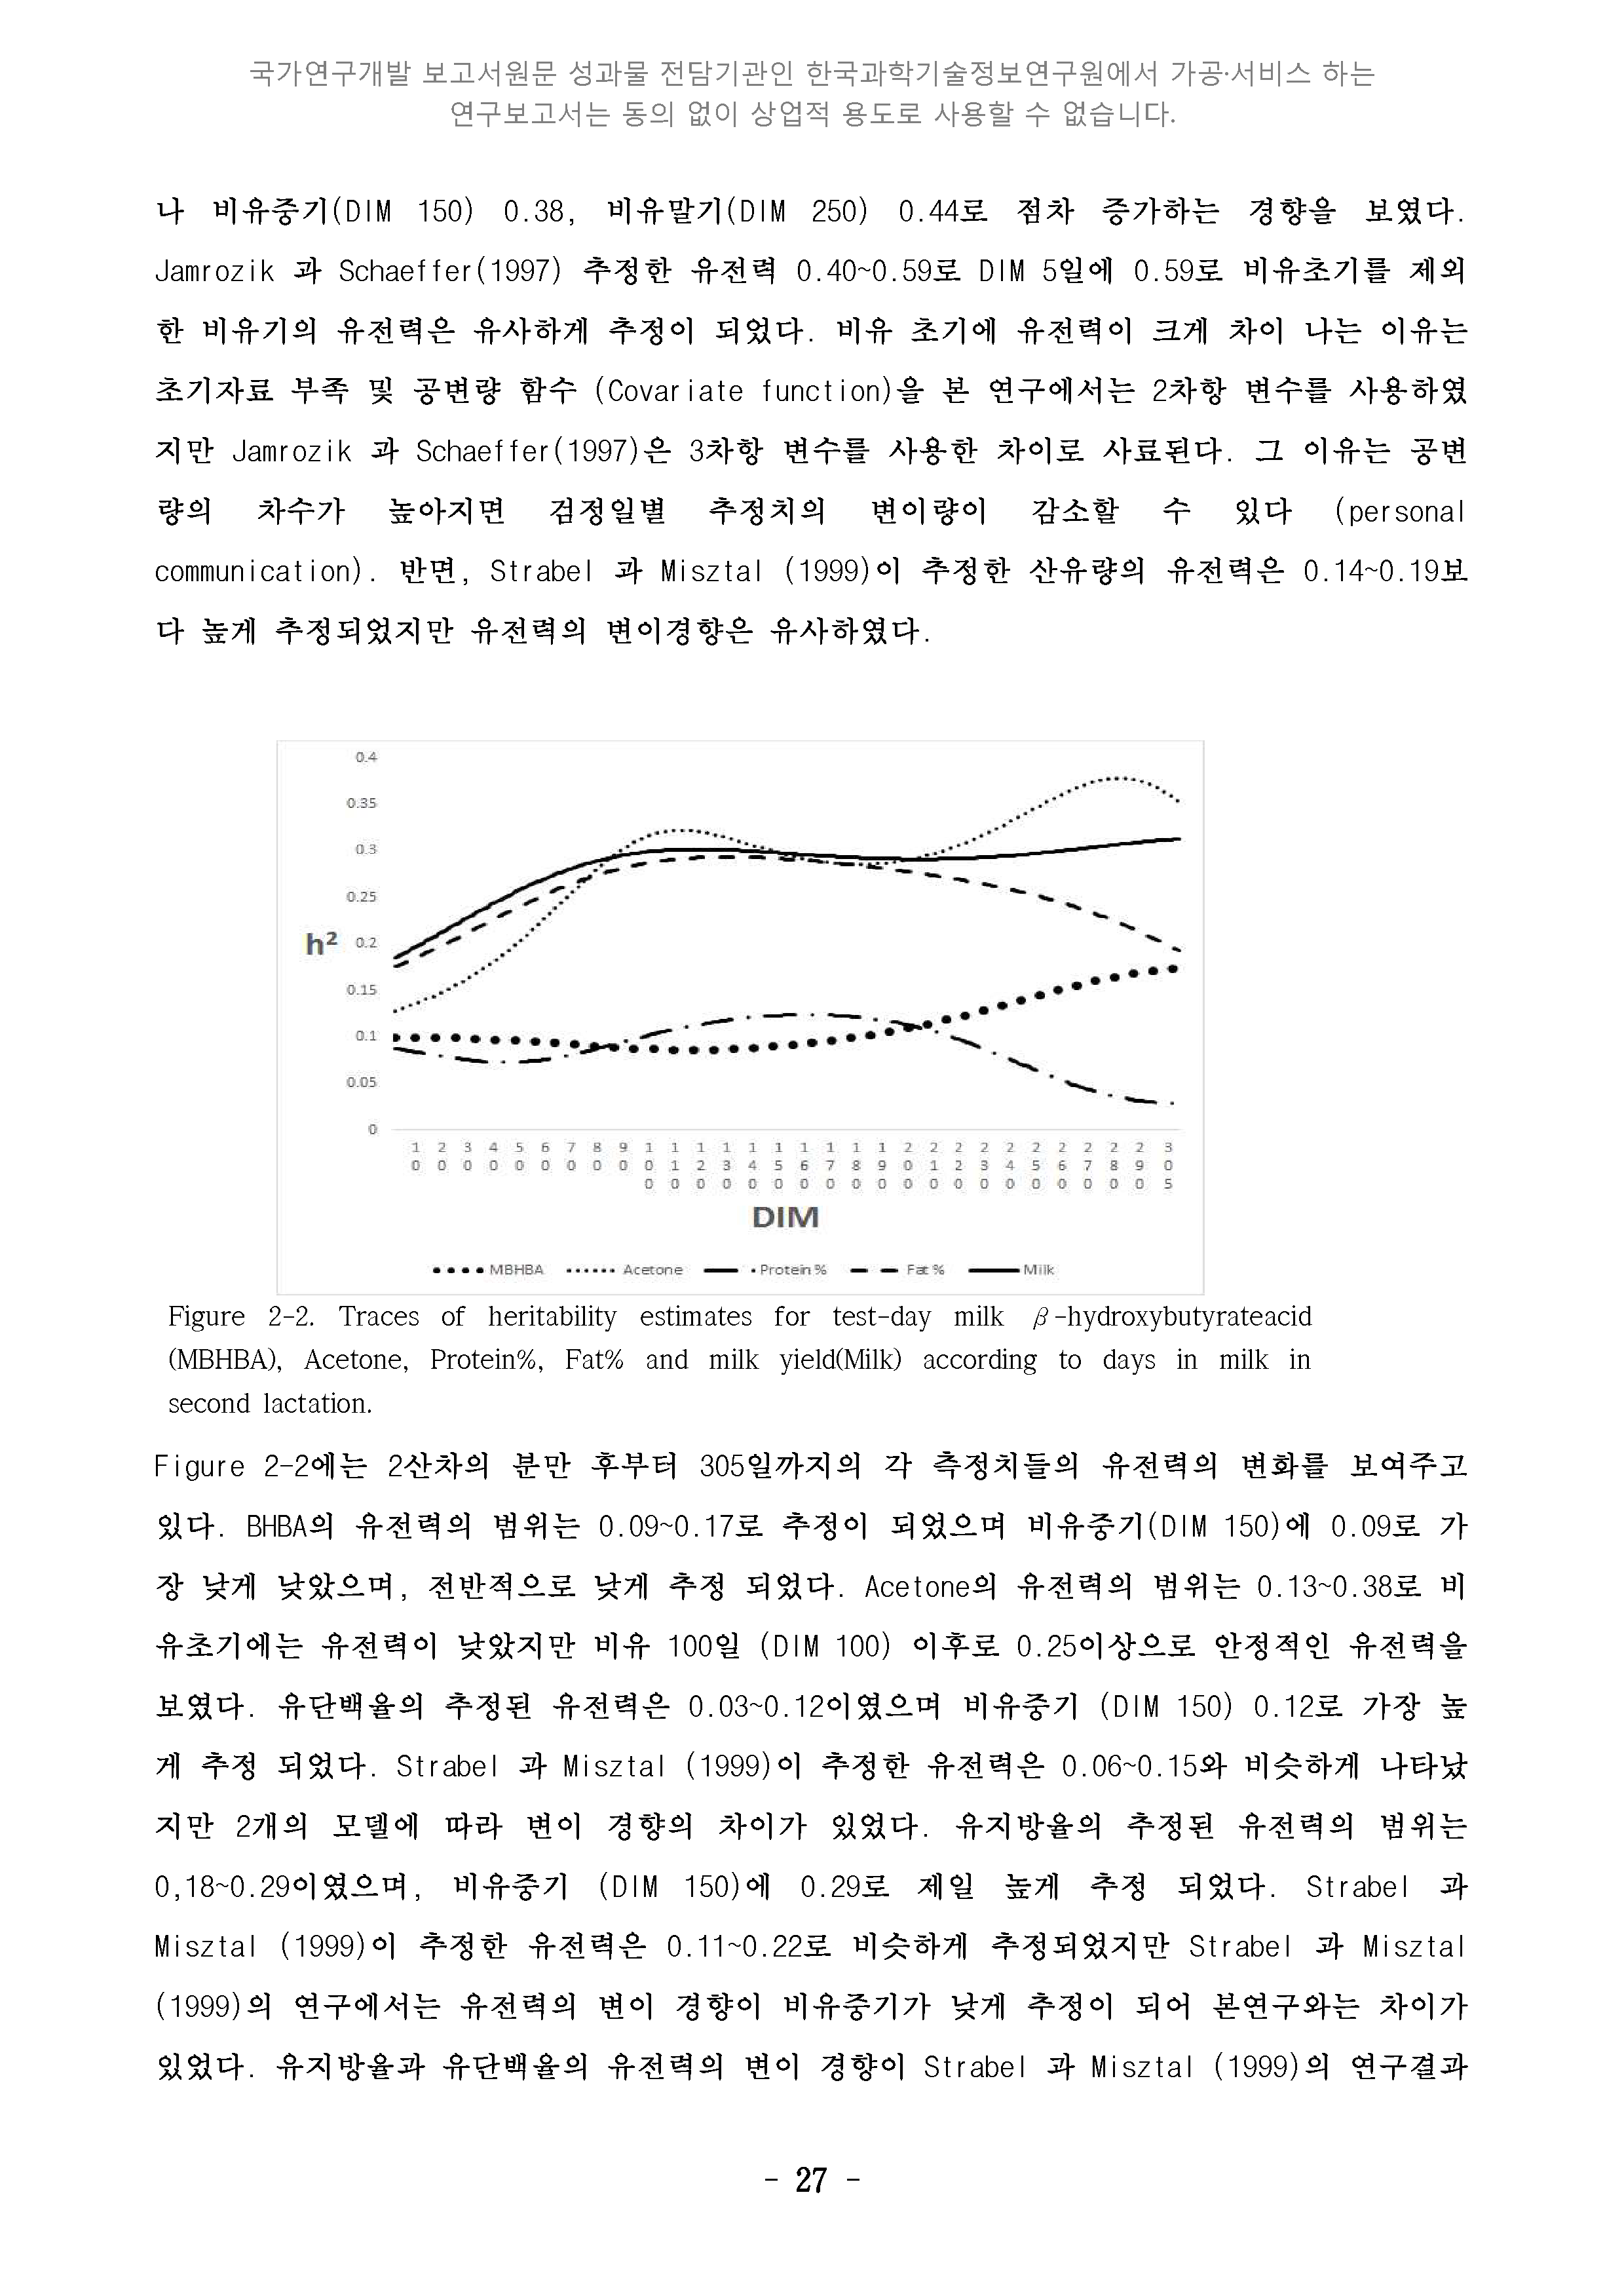 국가연구개발 보고서원문 성과물 전담기관인 한국과학기술정보연구원에서 가공·서비스 하는
연구보고서는 동의 없이 상업적 용도로 사용할 수 없습니다.
나 비유중기(DIM 150) 0.38, 비유말기(DIM 250) 0.44로 점차 증가하는 경향을 보였다.
Jamrozik 과 Schaeffer(1997) 추정한 유전력 0.40~0.59로 DIM 5일에 0.59로 비유초기를 제외
한 비유기의 유전력은 유사하게 추정이 되었다. 비유 초기에 유전력이 크게 차이 나는 이유는
초기자료 부족 및 공변량 함수 (Covariate function)을 본 연구에서는 2차항 변수를 사용하였
지만 Jamrozik 과 Schaeffer(1997)은 3차항 변수를 사용한 차이로 사료된다. 그 이유는 공변
량의 차수가 높아지면 검정일별 추정치의 변이량이 감소할 수 있다 (personal
communication). 반면, Strabel 과 Misztal (1999)이 추정한 산유량의 유전력은 0.14~0.19보
다 높게 추정되었지만 유전력의 변이경향은 유사하였다.
0.4
0.35
0.3
0.25
h² 0.2
0.15
0.1
0.05
0
10 20 30 40 50 60 70 80 90 100 110 120 130 140 150 160 170 180 190 200 210 220 230 240 250 260 270 280 290 305
DIM
MBHBA Acetone Protein % Fat % Milk
Figure 2-2. Traces of heritability estimates for test-day milk β-hydroxybutyrateacid
(MBHBA), Acetone, Protein%, Fat% and milk yield(Milk) according to days in milk in
second lactation.
Figure 2-2에는 2산차의 분만 후부터 305일까지의 각 측정치들의 유전력의 변화를 보여주고
있다. BHBA의 유전력의 범위는 0.09~0.17로 추정이 되었으며 비유중기(DIM 150)에 0.09로 가
장 낮게 낮았으며, 전반적으로 낮게 추정 되었다. Acetone의 유전력의 범위는 0.13~0.38로 비
유초기에는 유전력이 낮았지만 비유 100일 (DIM 100) 이후로 0.25이상으로 안정적인 유전력을
보였다. 유단백율의 추정된 유전력은 0.03~0.12이였으며 비유중기 (DIM 150) 0.12로 가장 높
게 추정 되었다. Strabel 과 Misztal (1999)이 추정한 유전력은 0.06~0.15와 비슷하게 나타났
지만 2개의 모델에 따라 변이 경향의 차이가 있었다. 유지방율의 추정된 유전력의 범위는
0,18~0.29이였으며, 비유중기 (DIM 150)에 0.29로 제일 높게 추정 되었다. Strabel 과
Misztal (1999)이 추정한 유전력은 0.11~0.22로 비슷하게 추정되었지만 Strabel 과 Misztal
(1999)의 연구에서는 유전력의 변이 경향이 비유중기가 낮게 추정이 되어 본연구와는 차이가
있었다. 유지방율과 유단백율의 유전력의 변이 경향이 Strabel 과 Misztal (1999)의 연구결과
- 27 -